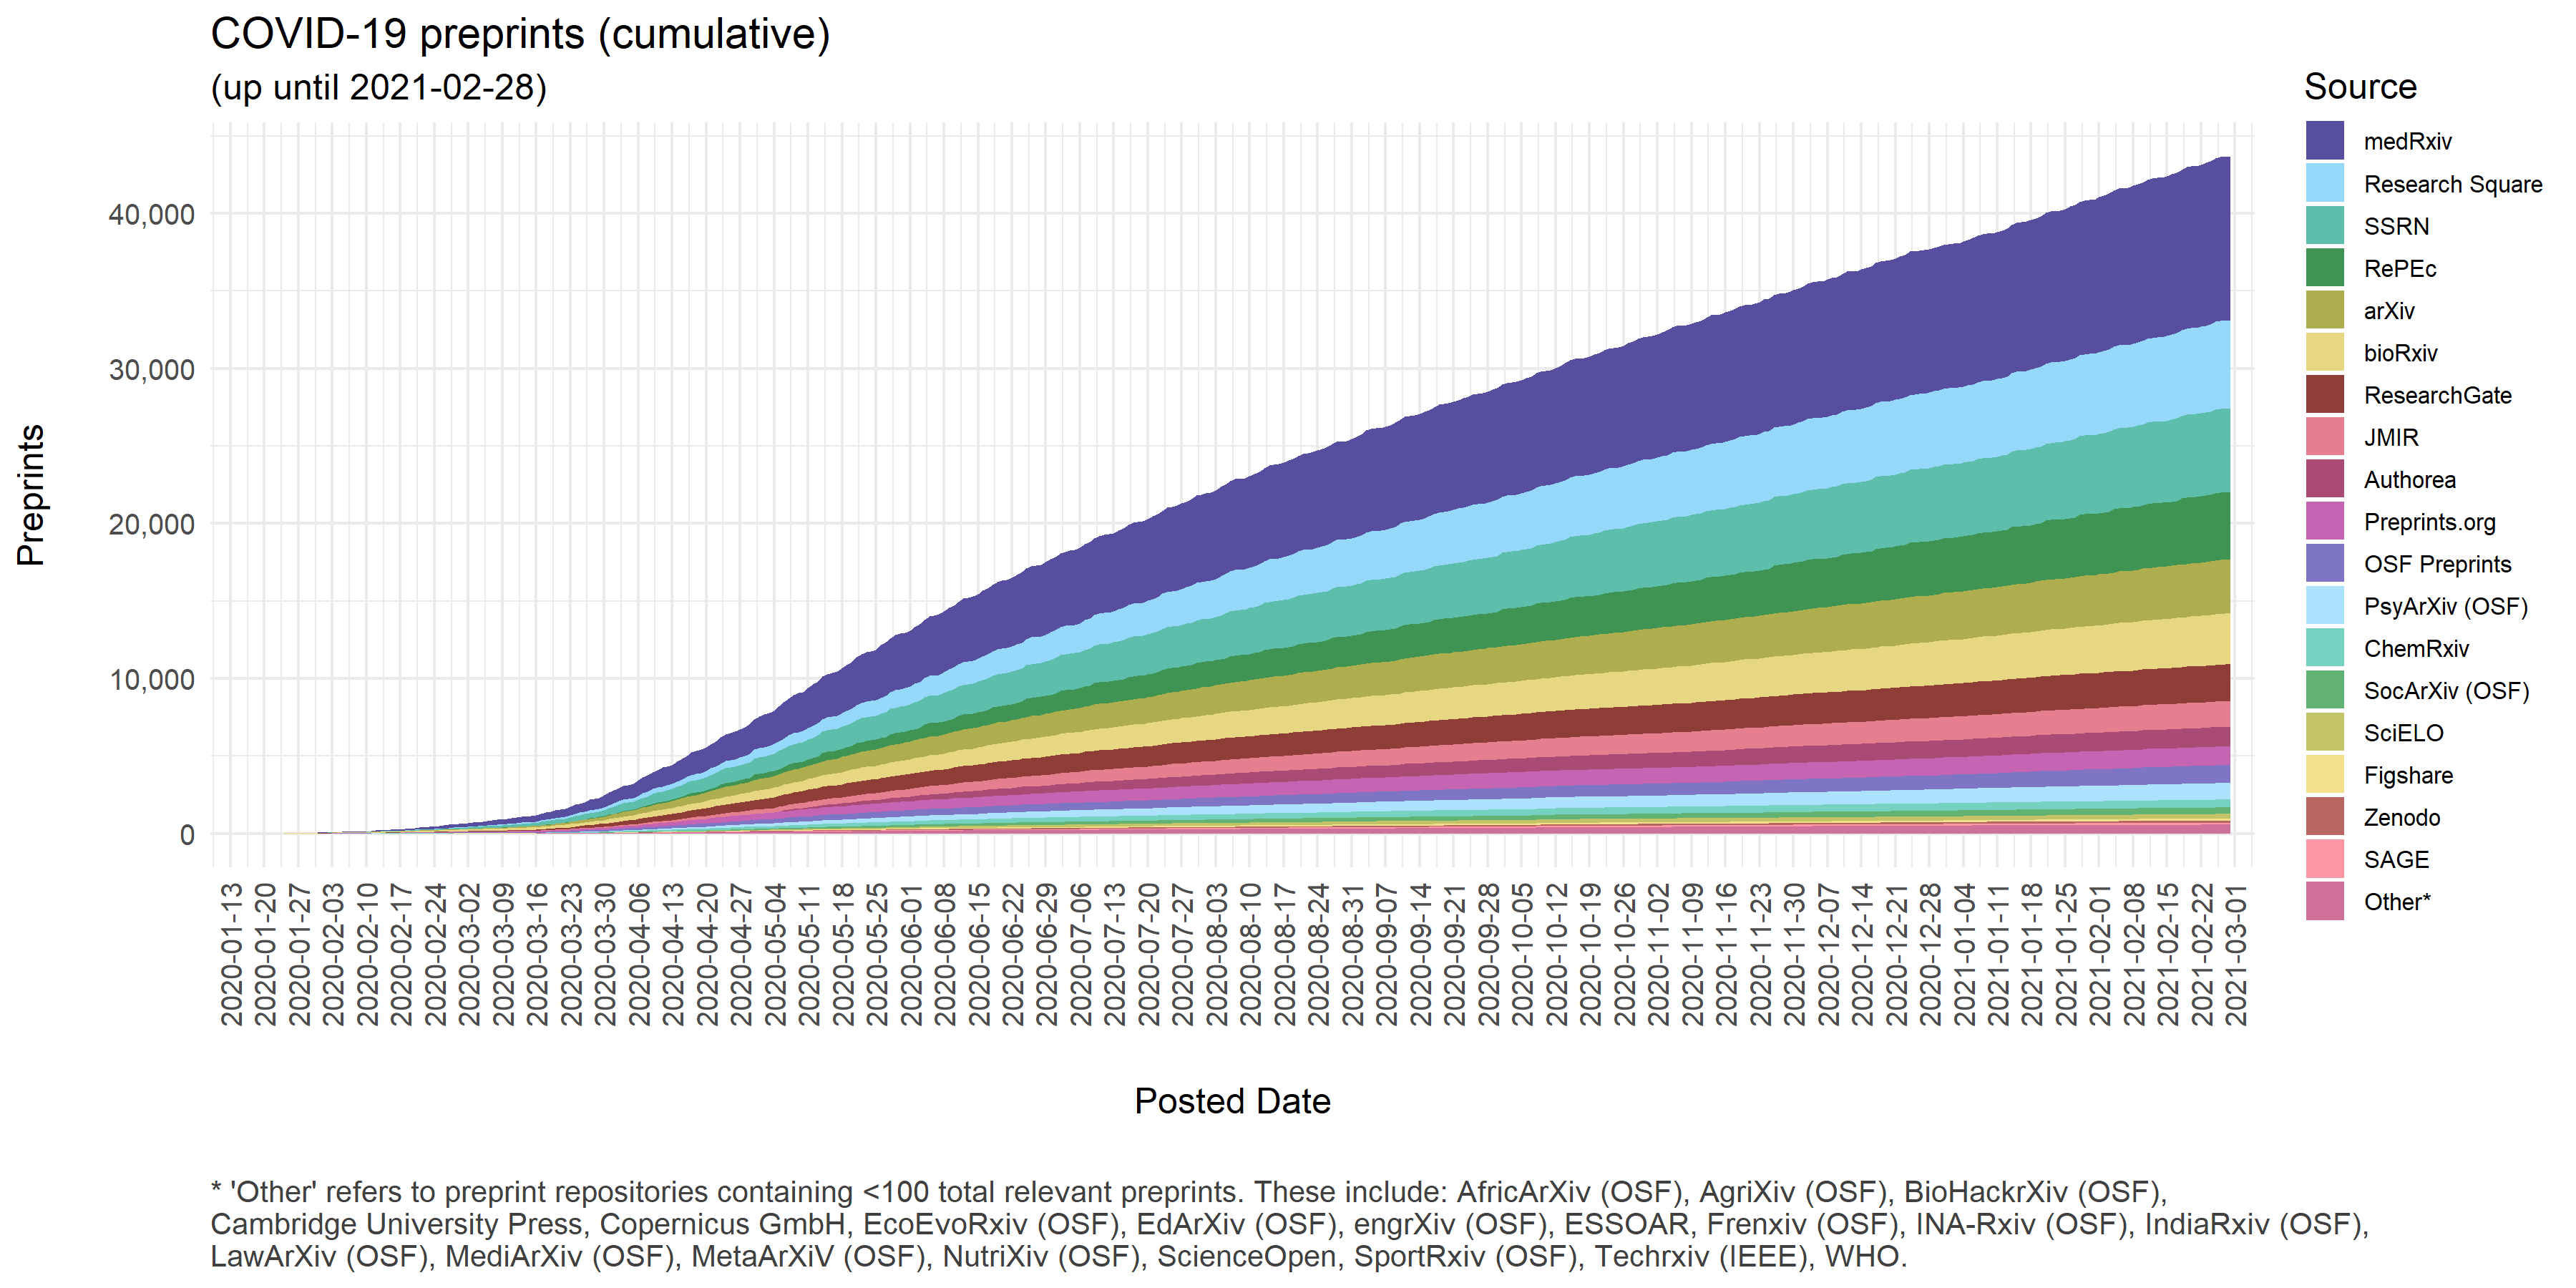 COVID-19 preprints (cumulative)
(up until 2021-02-28)
Preprints
40,000
30,000
20,000
10,000
0
2020-01-13
2020-01-20
2020-01-27
2020-02-03
2020-02-10
2020-02-17
2020-02-24
2020-03-02
2020-03-09
2020-03-16
2020-03-23
2020-03-30
2020-04-06
2020-04-13
2020-04-20
2020-04-27
2020-05-04
2020-05-11
2020-05-18
2020-05-25
2020-06-01
2020-06-08
2020-06-15
2020-06-22
2020-06-29
2020-07-06
2020-07-13
2020-07-20
2020-07-27
2020-08-03
2020-08-10
2020-08-17
2020-08-24
2020-08-31
2020-09-07
2020-09-14
2020-09-21
2020-09-28
2020-10-05
2020-10-12
2020-10-19
2020-10-26
2020-11-02
2020-11-09
2020-11-16
2020-11-23
2020-11-30
2020-12-07
2020-12-14
2020-12-21
2020-12-28
2021-01-04
2021-01-11
2021-01-18
2021-01-25
2021-02-01
2021-02-08
2021-02-15
2021-02-22
2021-03-01
Posted Date
Source
medRxiv
Research Square
SSRN
RePEc
arXiv
bioRxiv
ResearchGate
JMIR
Authorea
Preprints.org
OSF Preprints
PsyArXiv (OSF)
ChemRxiv
SocArXiv (OSF)
SciELO
Figshare
Zenodo
SAGE
Other*
* 'Other' refers to preprint repositories containing <100 total relevant preprints. These include: AfricArXiv (OSF), AgriXiv (OSF), BioHackrXiv (OSF),
Cambridge University Press, Copernicus GmbH, EcoEvoRxiv (OSF), EdArXiv (OSF), engrXiv (OSF), ESSOAR, Frenxiv (OSF), INA-Rxiv (OSF), IndiaRxiv (OSF),
LawArXiv (OSF), MediArXiv (OSF), MetaArXiV (OSF), NutriXiv (OSF), ScienceOpen, SportRxiv (OSF), Techrxiv (IEEE), WHO.